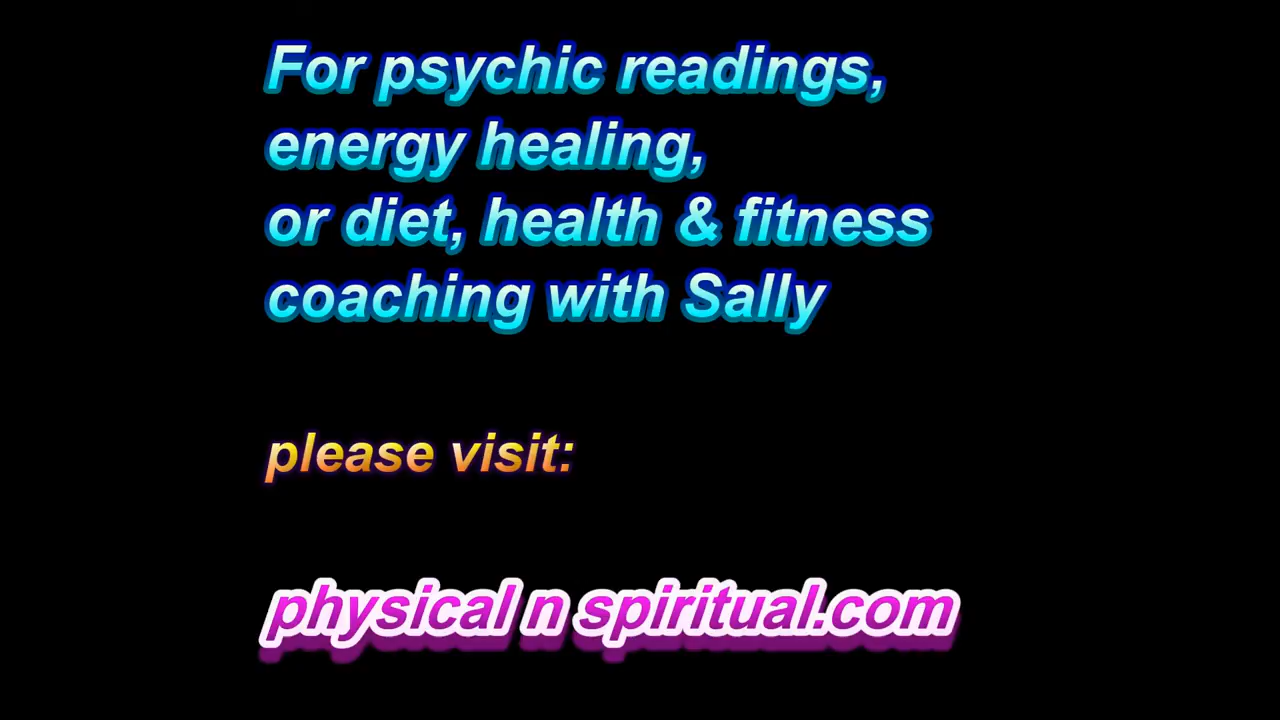 For psychic readings,
energy healing,
or diet, health & fitness
coaching with Sally
please visit:
physical n spiritual.com